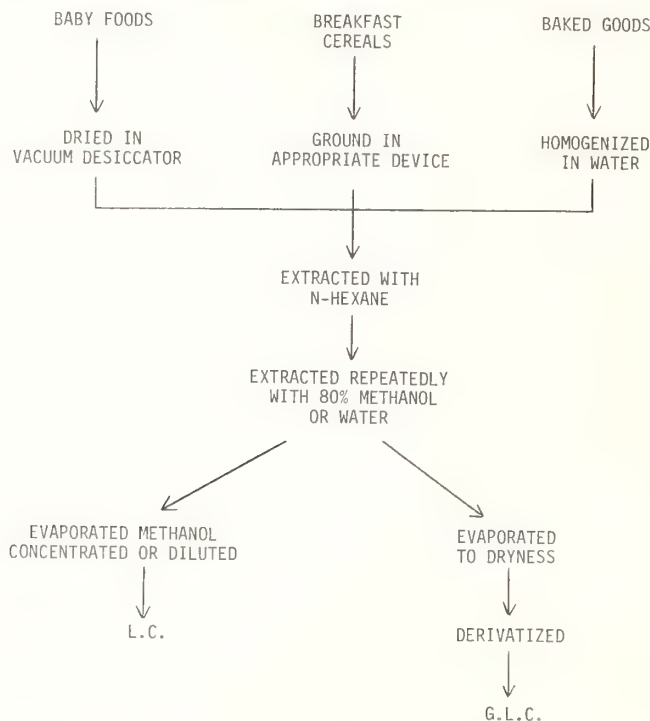 BABY FOODS
BREAKFAST
CEREALS
BAKED GOODS
DRIED IN
VACUUM DESICCATOR
GROUND IN
APPROPRIATE DEVICE
HOMOGENIZED
IN WATER
EXTRACTED WITH
N-HEXANE
EXTRACTED REPEATEDLY
WITH 80% METHANOL
OR WATER
EVAPORATED METHANOL
CONCENTRATED OR DILUTED
EVAPORATED
TO DRYNESS
L.C.
DERIVATIZED
G.L.C.